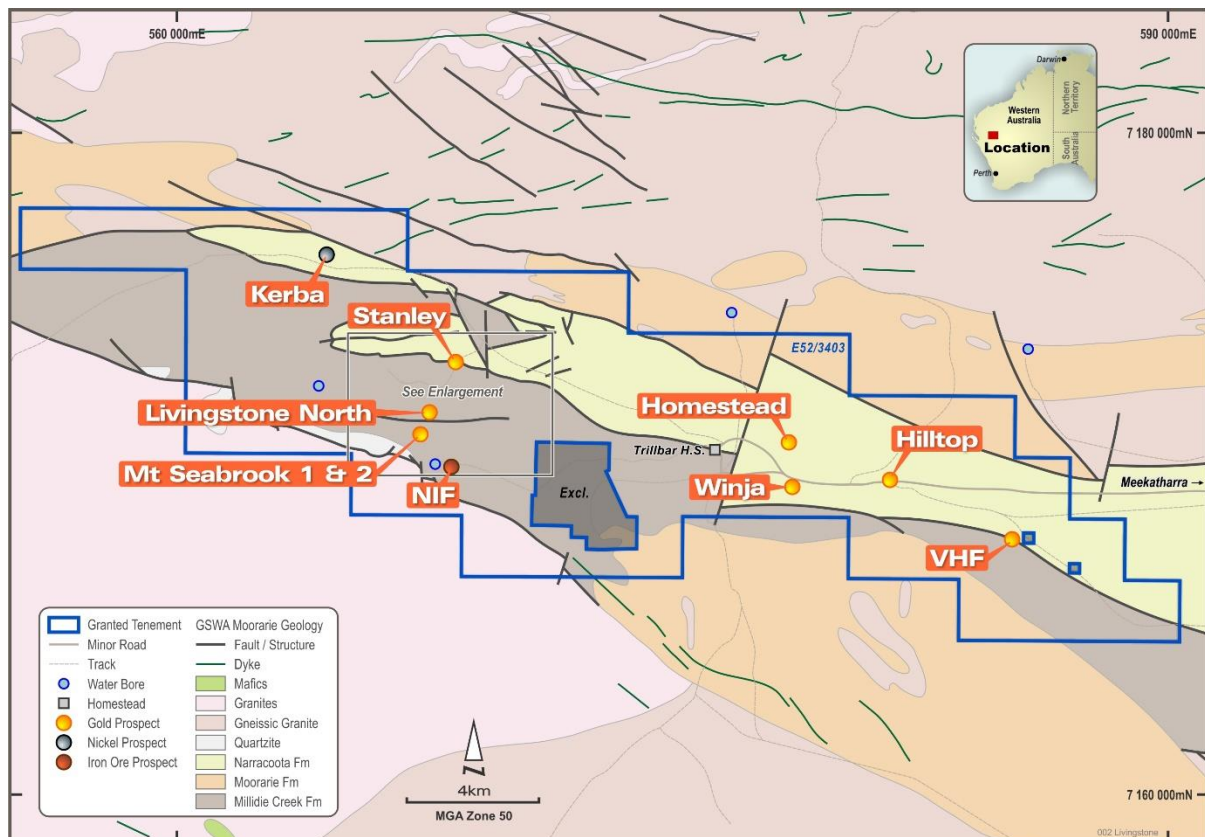 560 000mE
590 000mE
Darwin
Western
Australia
Northern
Territory
Location
South
Australia
Perth
7 180 000mN
Kerba
Stanley
E52/3403
See Enlargement
Livingstone North
Homestead
Mt Seabrook 1 & 2
Trillbar H.S.
Hilltop
NIF
Excl.
Winja
Meekatharra
VHF
Granted Tenement
Minor Road
Track
Water Bore
Homestead
Gold Prospect
Nickel Prospect
Iron Ore Prospect
GSWA Moorarie Geology
Fault / Structure
Dyke
Mafics
Granites
Gneissic Granite
Quartzite
Narracoota Fm
Moorarie Fm
Millidie Creek Fm
N
4km
MGA Zone 50
7 160 000mN
002 Livingstone